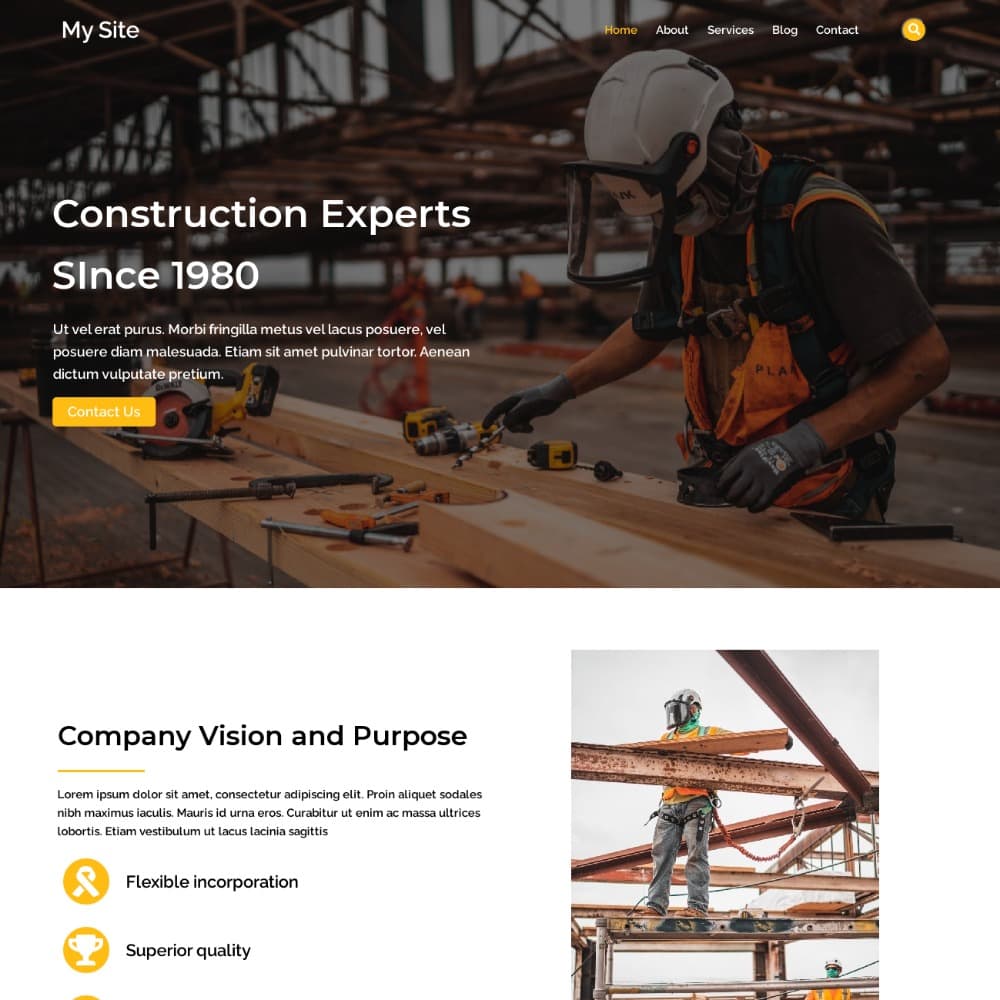 My Site
Home About Services Blog Contact
Construction Experts
SInce 1980
Ut vel erat purus. Morbi fringilla metus vel lacus posuere, vel
posuere diam malesuada. Etiam sit amet pulvinar tortor. Aenean
dictum vulputate pretium.
Contact Us
Company Vision and Purpose
Lorem ipsum dolor sit amet, consectetur adipiscing elit. Proin aliquet sodales
nibh maximus iaculis. Mauris id urna eros. Curabitur ut enim ac massa ultrices
lobortis. Etiam vestibulum ut lacus lacinia sagittis
Flexible incorporation
Superior quality